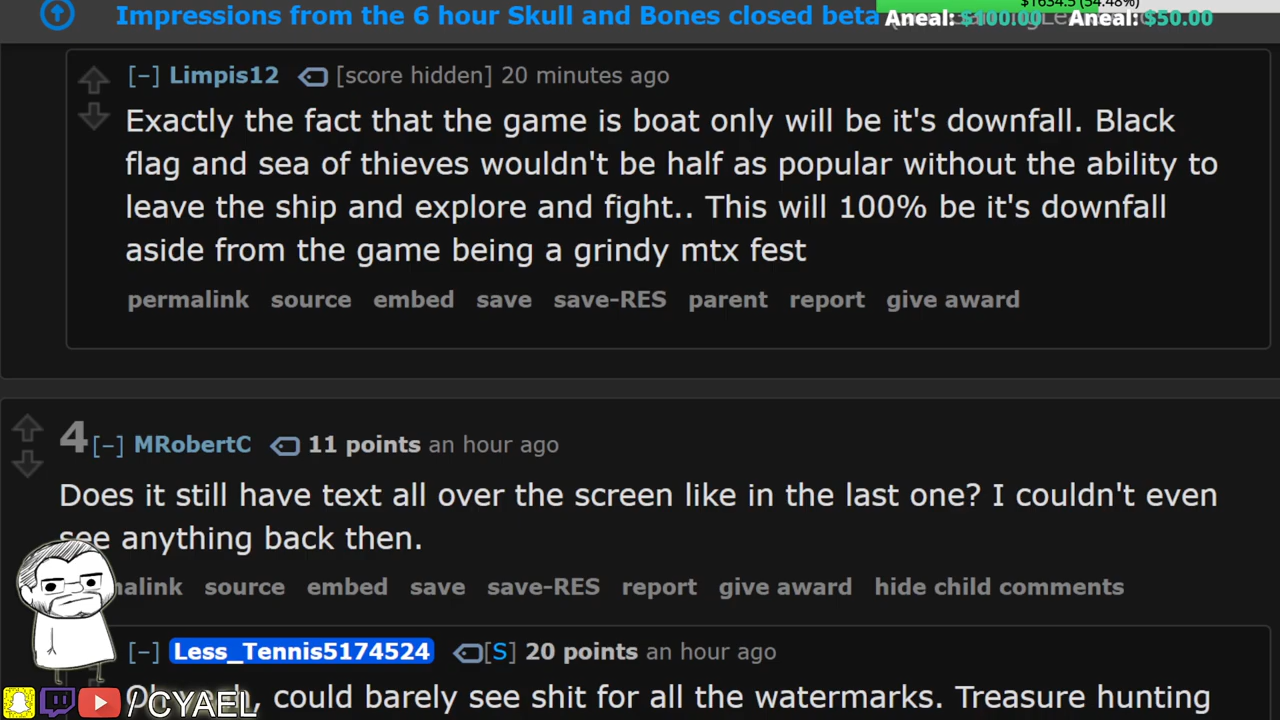 $1634.5 (54.48%)
Impressions from the 6 hour Skull and Bones closed beta
Aneal: $100.00 Aneal: $50.00
[–] Limpis12 [score hidden] 20 minutes ago
Exactly the fact that the game is boat only will be it's downfall. Black
flag and sea of thieves wouldn't be half as popular without the ability to
leave the ship and explore and fight.. This will 100% be it's downfall
aside from the game being a grindy mtx fest
permalink source embed save save-RES parent report give award
4 [–] MRobertC 11 points an hour ago
Does it still have text all over the screen like in the last one? I couldn't even
see anything back then.
source embed save save-RES report give award hide child comments
[–] Less_Tennis5174524 [S] 20 points an hour ago
could barely see shit for all the watermarks. Treasure hunting
/CYAEL